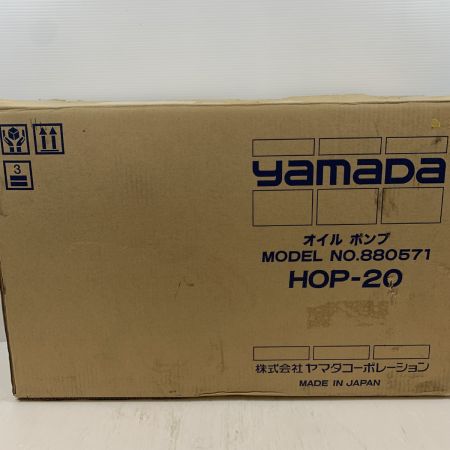 3
yamada
オイル ポンプ
MODEL NO.880571
HOP-20
株式会社 ヤマダコーポレーション
MADE IN JAPAN